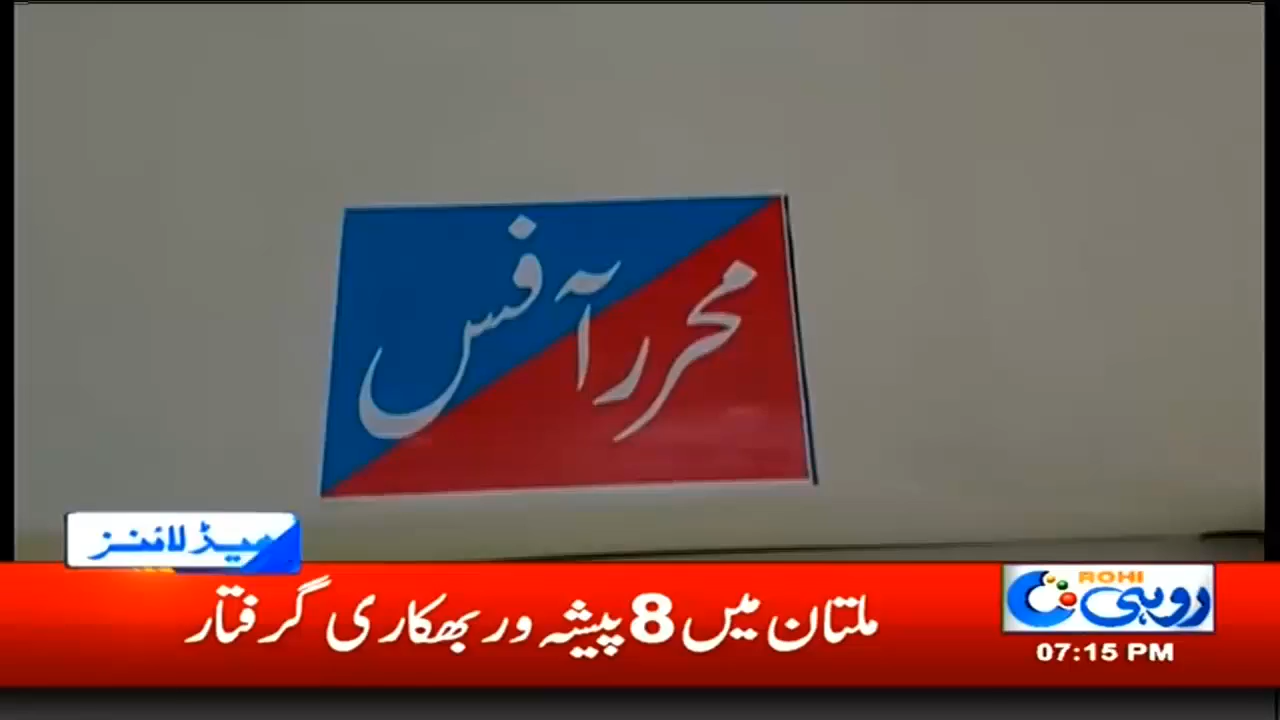 محرر آفس
ہیڈ لائنز
ملتان میں 8 پیشہ ور بھکاری گرفتار
ROHI
روہی
07:15 PM